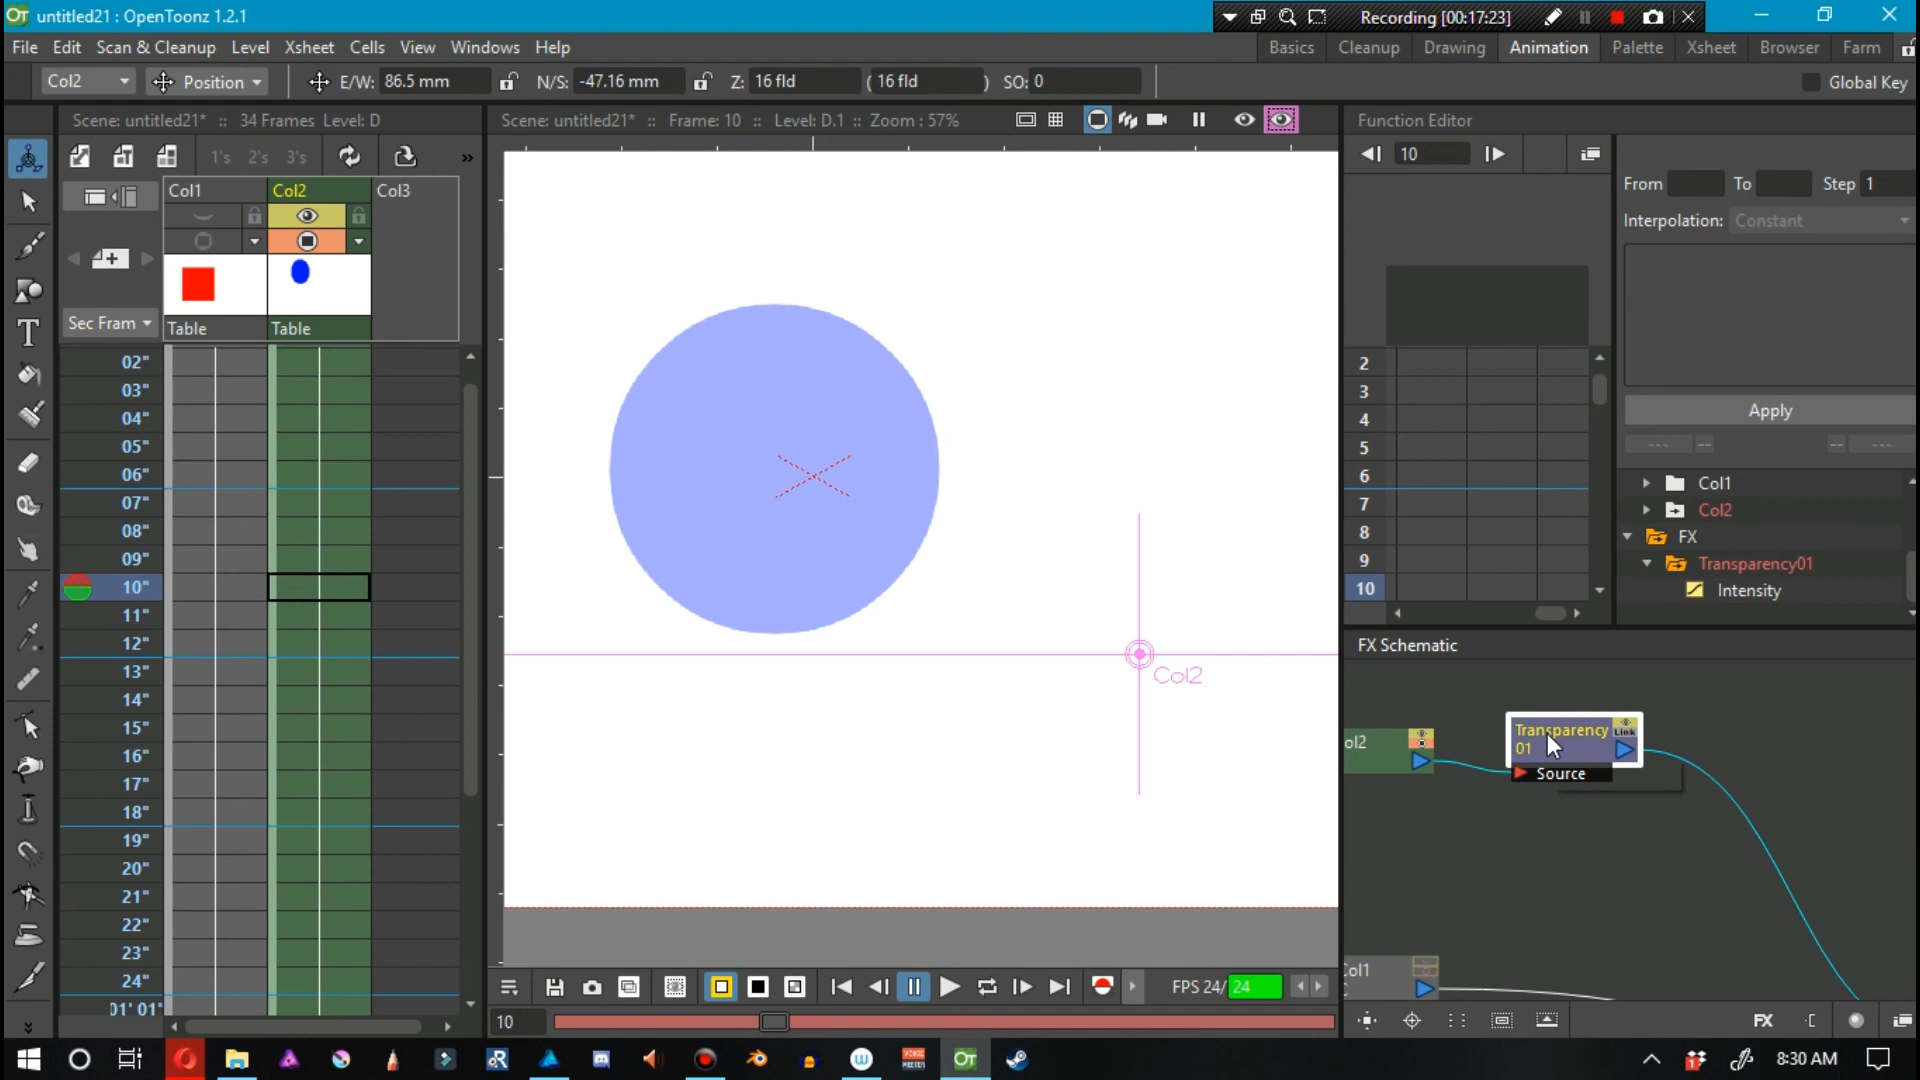 untitled21 : OpenToonz 1.2.1
Recording [00:17:23]
File Edit Scan & Cleanup Level Xsheet Cells View Windows Help
Basics Cleanup Drawing Animation Palette Xsheet Browser Farm
Col2 Position E/W: 86.5 mm N/S: -47.16 mm Z: 16 fld ( 16 fld ) SO: 0 Global Key
Scene: untitled21* :: 34 Frames Level: D
Scene: untitled21* :: Frame: 10 :: Level: D.1 :: Zoom : 57%
Function Editor
1's 2's 3's »
10
From To Step 1
Col1 Col2 Col3
Interpolation: Constant
Sec Fram
Table Table
02"
03"
04"
05"
06"
07"
08"
09"
10"
11"
12"
13"
14"
15"
16"
17"
18"
19"
20"
21"
22"
23"
24"
01' 01"
Col2
2
3
4
5
6
7
8
9
10
Apply
--- -- -- ---
Col1
Col2
FX
Transparency01
Intensity
FX Schematic
ol2
Transparency
01
Link
Source
Col1
FX
FPS 24/ 24
10
VOICE
MEETER
OT
8:30 AM